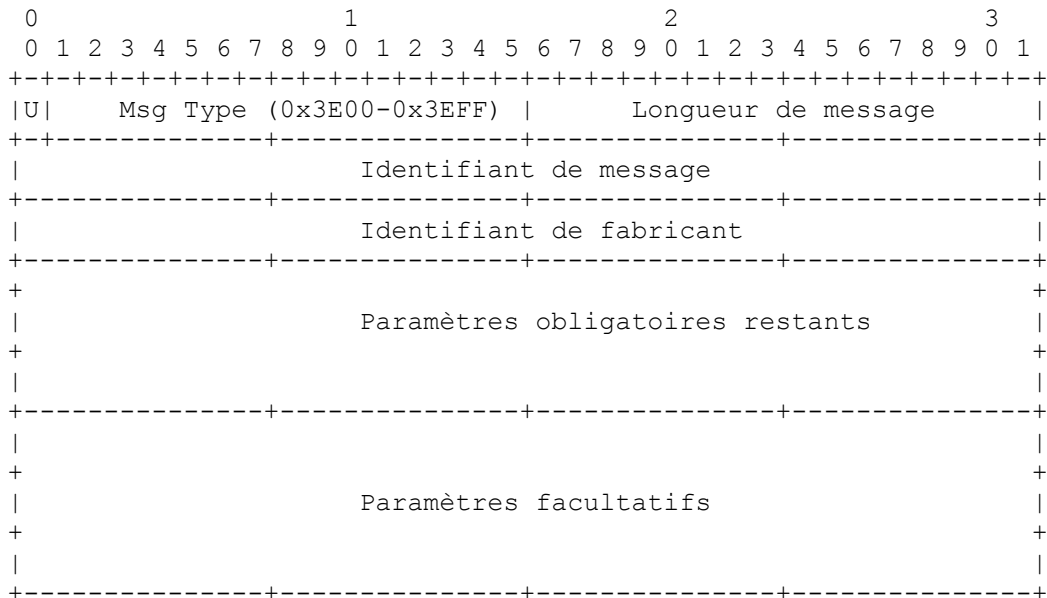 0 1 2 3
0 1 2 3 4 5 6 7 8 9 0 1 2 3 4 5 6 7 8 9 0 1 2 3 4 5 6 7 8 9 0 1
|U| Msg Type (0x3E00-0x3EFF) | Longueur de message |
| Identifiant de message |
| Identifiant de fabricant |
| Paramètres obligatoires restants |
| Paramètres facultatifs |